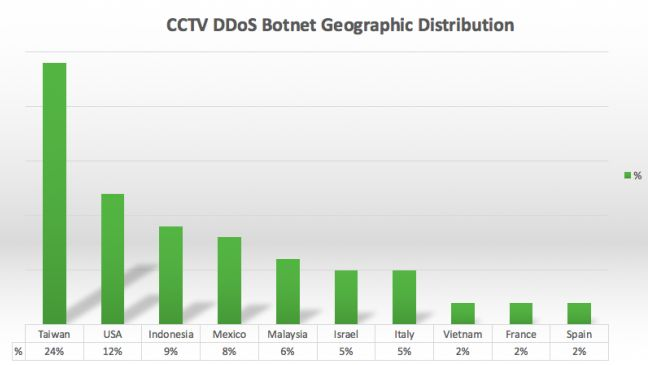 CCTV DDoS Botnet Geographic Distribution
%
Taiwan USA Indonesia Mexico Malaysia Israel Italy Vietnam France Spain
% 24% 12% 9% 8% 6% 5% 5% 2% 2% 2%